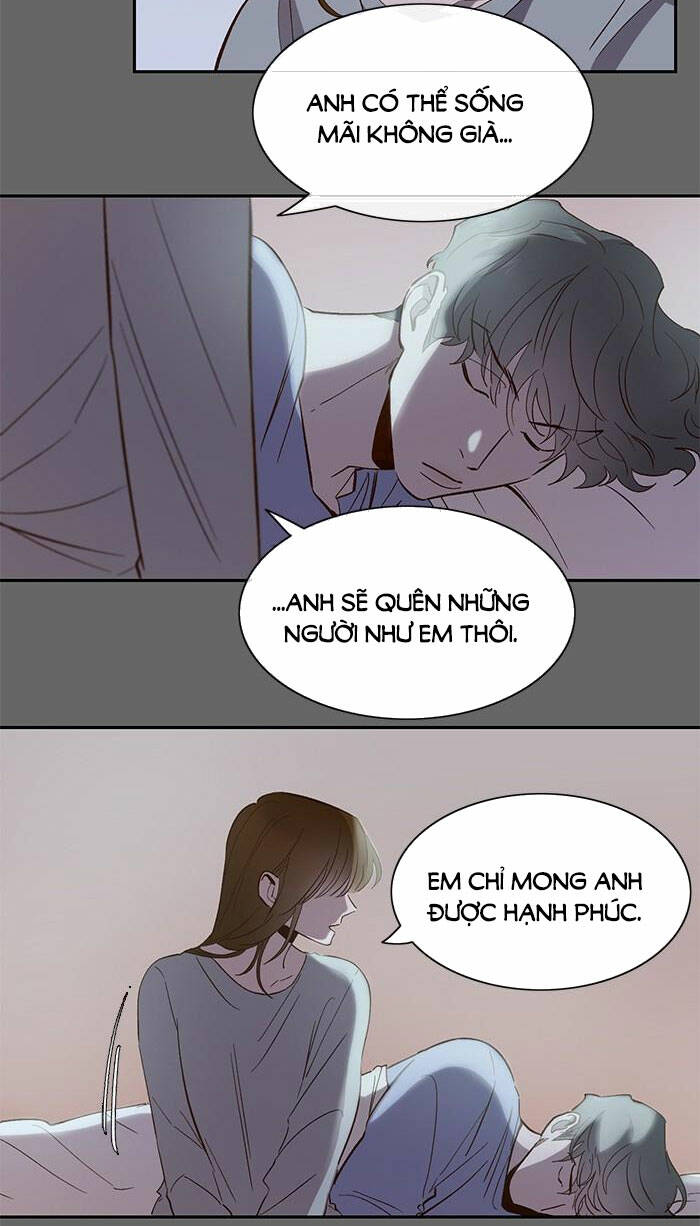 ANH CÓ THỂ SỐNG
MÃI KHÔNG GIÀ...
...ANH SẼ QUÊN NHỮNG
NGƯỜI NHƯ EM THÔI.
EM CHỈ MONG ANH
ĐƯỢC HẠNH PHÚC.